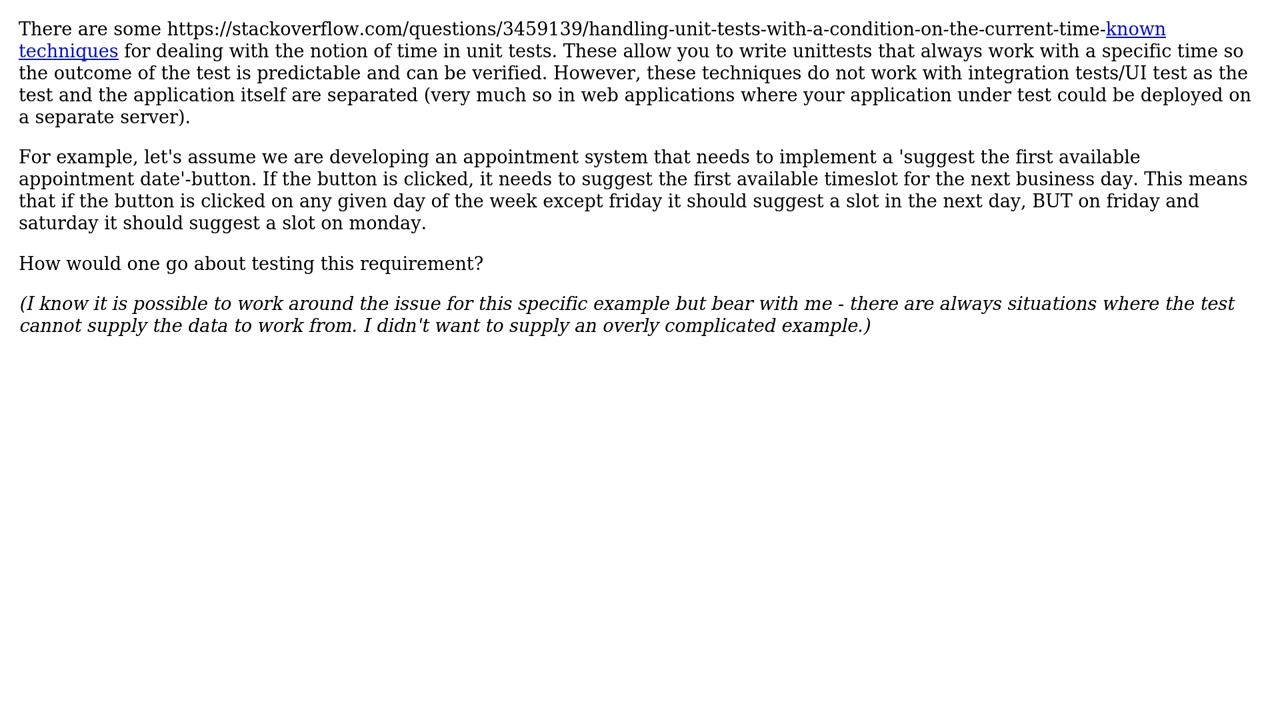 There are some https://stackoverflow.com/questions/3459139/handling-unit-tests-with-a-condition-on-the-current-time-known
techniques for dealing with the notion of time in unit tests. These allow you to write unittests that always work with a specific time so
the outcome of the test is predictable and can be verified. However, these techniques do not work with integration tests/UI test as the
test and the application itself are separated (very much so in web applications where your application under test could be deployed on
a separate server).
For example, let's assume we are developing an appointment system that needs to implement a 'suggest the first available
appointment date'-button. If the button is clicked, it needs to suggest the first available timeslot for the next business day. This means
that if the button is clicked on any given day of the week except friday it should suggest a slot in the next day, BUT on friday and
saturday it should suggest a slot on monday.
How would one go about testing this requirement?
(I know it is possible to work around the issue for this specific example but bear with me - there are always situations where the test
cannot supply the data to work from. I didn't want to supply an overly complicated example.)